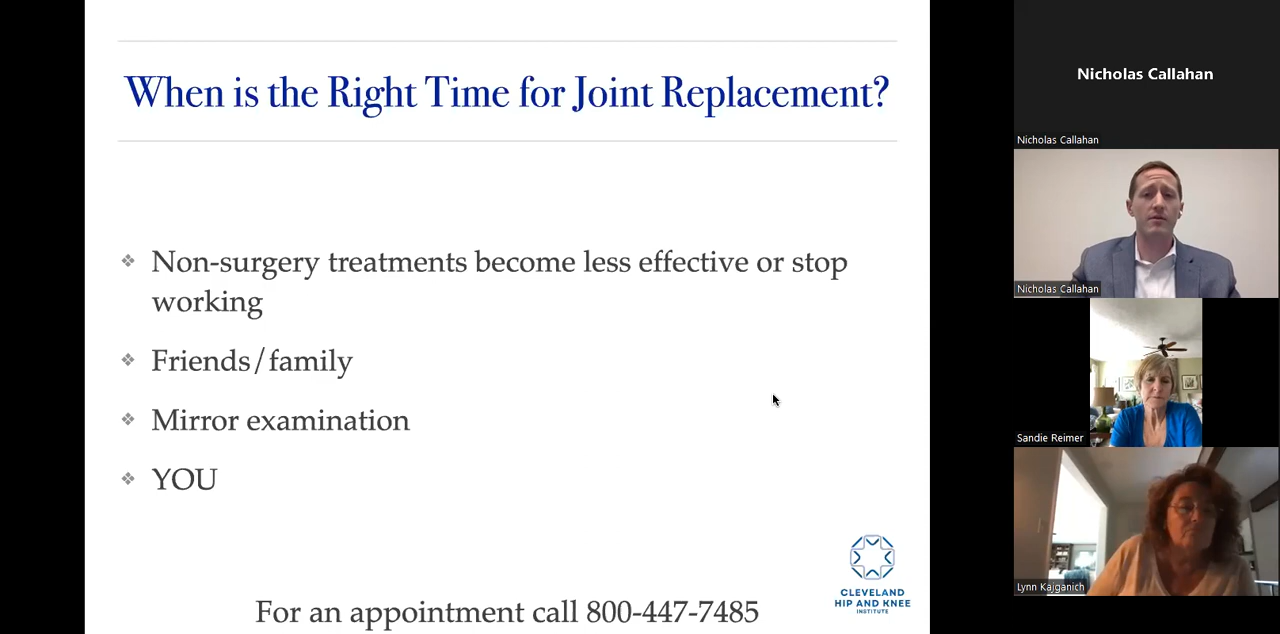 When is the Right Time for Joint Replacement?
Non-surgery treatments become less effective or stop
working
Friends/family
Mirror examination
YOU
For an appointment call 800-447-7485
CLEVELAND
HIP AND KNEE
INSTITUTE
Nicholas Callahan
Nicholas Callahan
Nicholas Callahan
Sandie Reimer
Lynn Kajganich